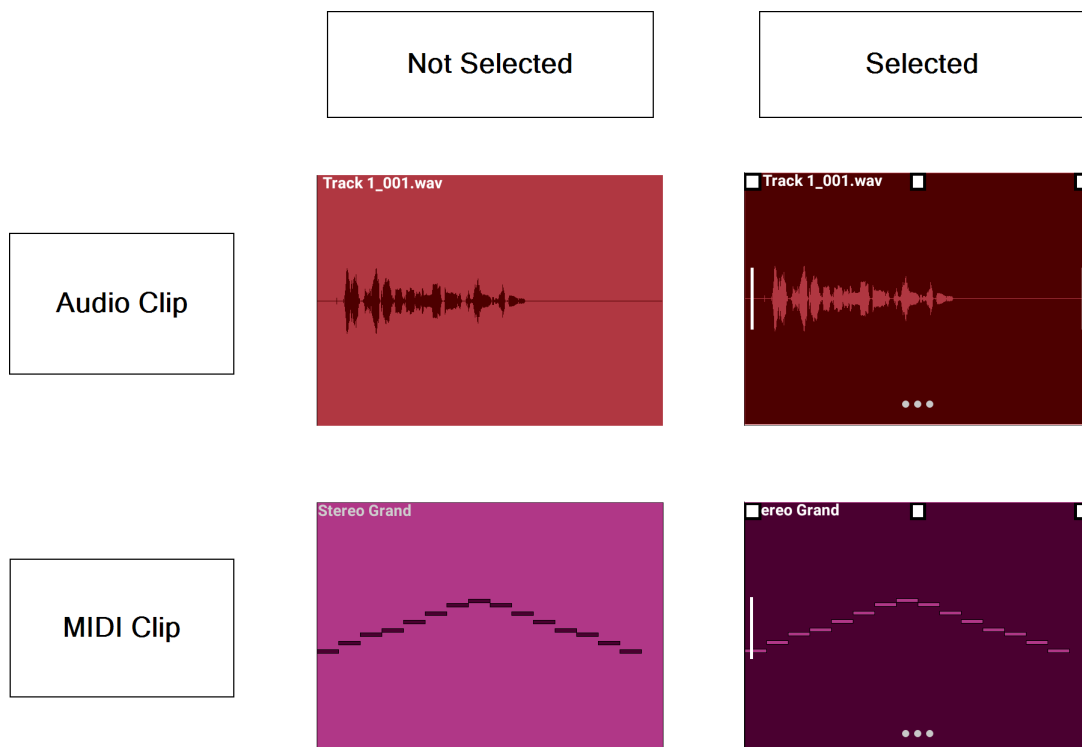 Not Selected
Selected
Audio Clip
Track 1_001.wav
Track 1_001.wav
MIDI Clip
Stereo Grand
ereo Grand